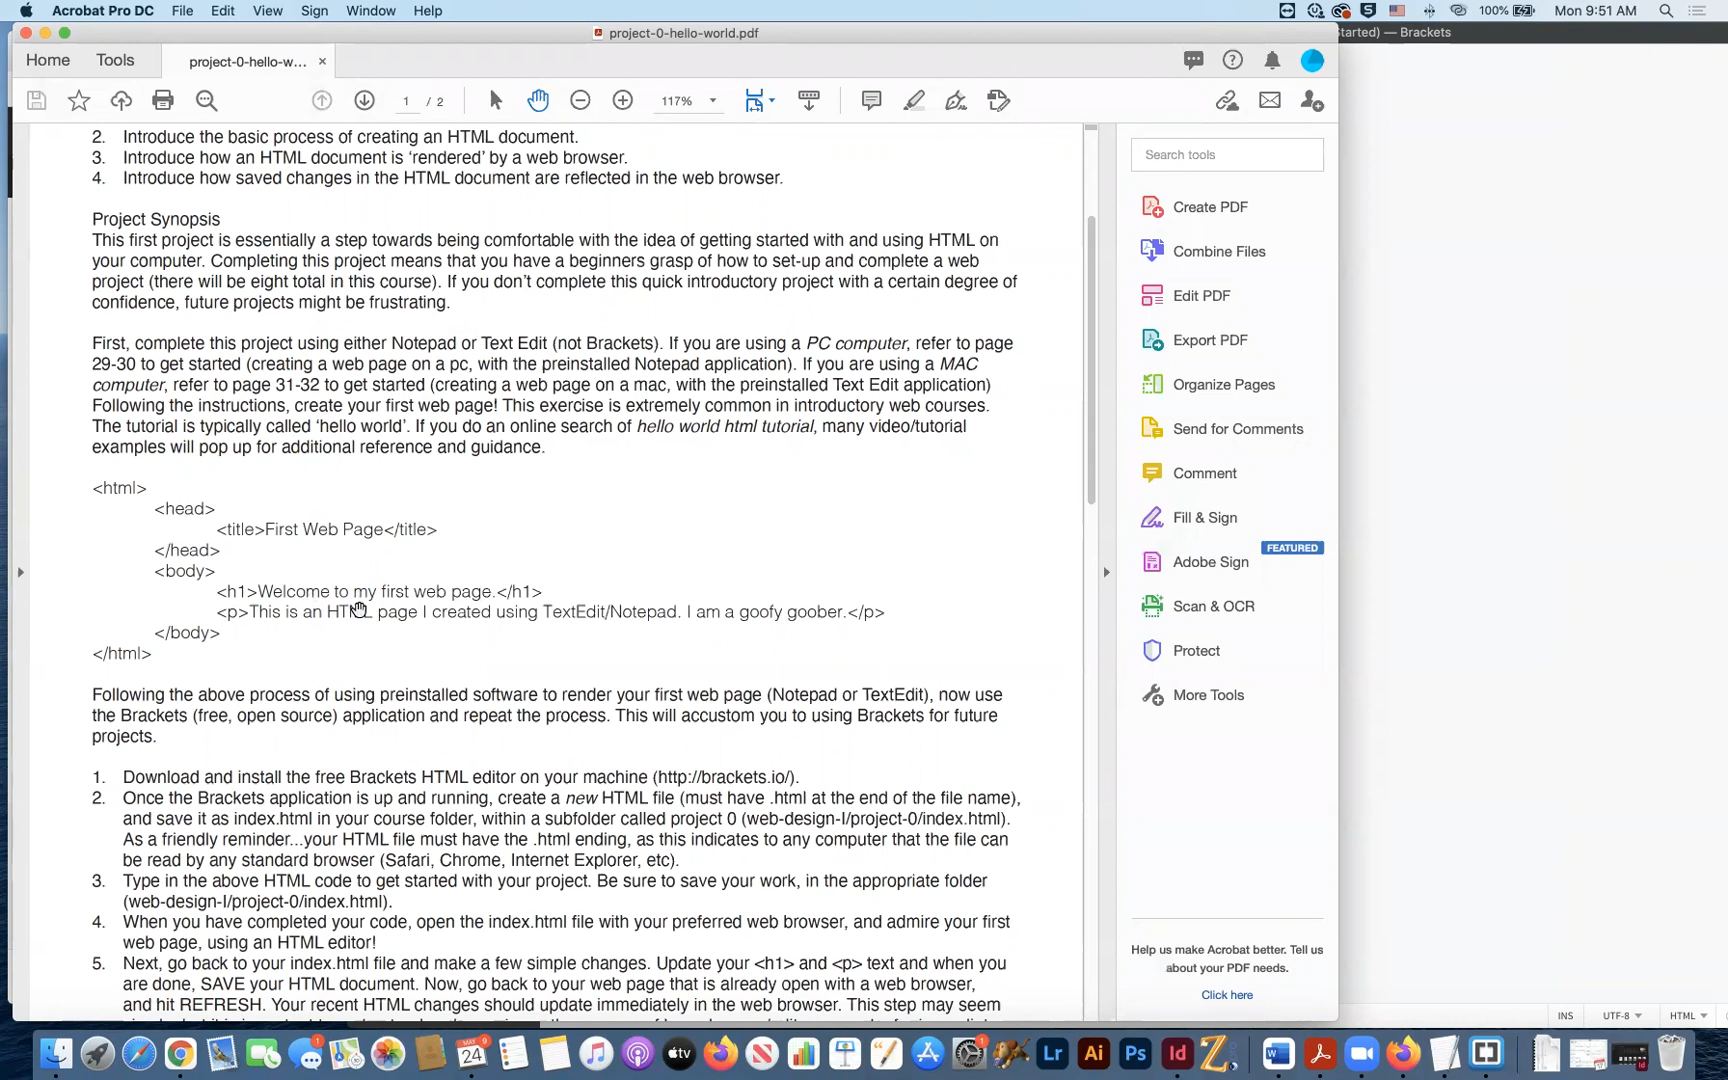 Acrobat Pro DC File Edit View Sign Window Help
100% Mon 9:51 AM
project-0-hello-world.pdf
Started) — Brackets
Home Tools project-0-hello-w... ×
1 / 2 117%
2. Introduce the basic process of creating an HTML document.
3. Introduce how an HTML document is ‘rendered’ by a web browser.
4. Introduce how saved changes in the HTML document are reflected in the web browser.
Project Synopsis
This first project is essentially a step towards being comfortable with the idea of getting started with and using HTML on
your computer. Completing this project means that you have a beginners grasp of how to set-up and complete a web
project (there will be eight total in this course). If you don’t complete this quick introductory project with a certain degree of
confidence, future projects might be frustrating.
First, complete this project using either Notepad or Text Edit (not Brackets). If you are using a PC computer, refer to page
29-30 to get started (creating a web page on a pc, with the preinstalled Notepad application). If you are using a MAC
computer, refer to page 31-32 to get started (creating a web page on a mac, with the preinstalled Text Edit application)
Following the instructions, create your first web page! This exercise is extremely common in introductory web courses.
The tutorial is typically called ‘hello world’. If you do an online search of hello world html tutorial, many video/tutorial
examples will pop up for additional reference and guidance.
<html>
<head>
<title>First Web Page</title>
</head>
<body>
<h1>Welcome to my first web page.</h1>
<p>This is an HTML page I created using TextEdit/Notepad. I am a goofy goober.</p>
</body>
</html>
Following the above process of using preinstalled software to render your first web page (Notepad or TextEdit), now use
the Brackets (free, open source) application and repeat the process. This will accustom you to using Brackets for future
projects.
1. Download and install the free Brackets HTML editor on your machine (http://brackets.io/).
2. Once the Brackets application is up and running, create a new HTML file (must have .html at the end of the file name),
and save it as index.html in your course folder, within a subfolder called project 0 (web-design-I/project-0/index.html).
As a friendly reminder...your HTML file must have the .html ending, as this indicates to any computer that the file can
be read by any standard browser (Safari, Chrome, Internet Explorer, etc).
3. Type in the above HTML code to get started with your project. Be sure to save your work, in the appropriate folder
(web-design-I/project-0/index.html).
4. When you have completed your code, open the index.html file with your preferred web browser, and admire your first
web page, using an HTML editor!
5. Next, go back to your index.html file and make a few simple changes. Update your <h1> and <p> text and when you
are done, SAVE your HTML document. Now, go back to your web page that is already open with a web browser,
and hit REFRESH. Your recent HTML changes should update immediately in the web browser. This step may seem
Search tools
Create PDF
Combine Files
Edit PDF
Export PDF
Organize Pages
Send for Comments
Comment
Fill & Sign
FEATURED
Adobe Sign
Scan & OCR
Protect
More Tools
Help us make Acrobat better. Tell us
about your PDF needs.
Click here
INS UTF-8 HTML
MAY 24
1
9
tv
1
Lr Ai Ps Id